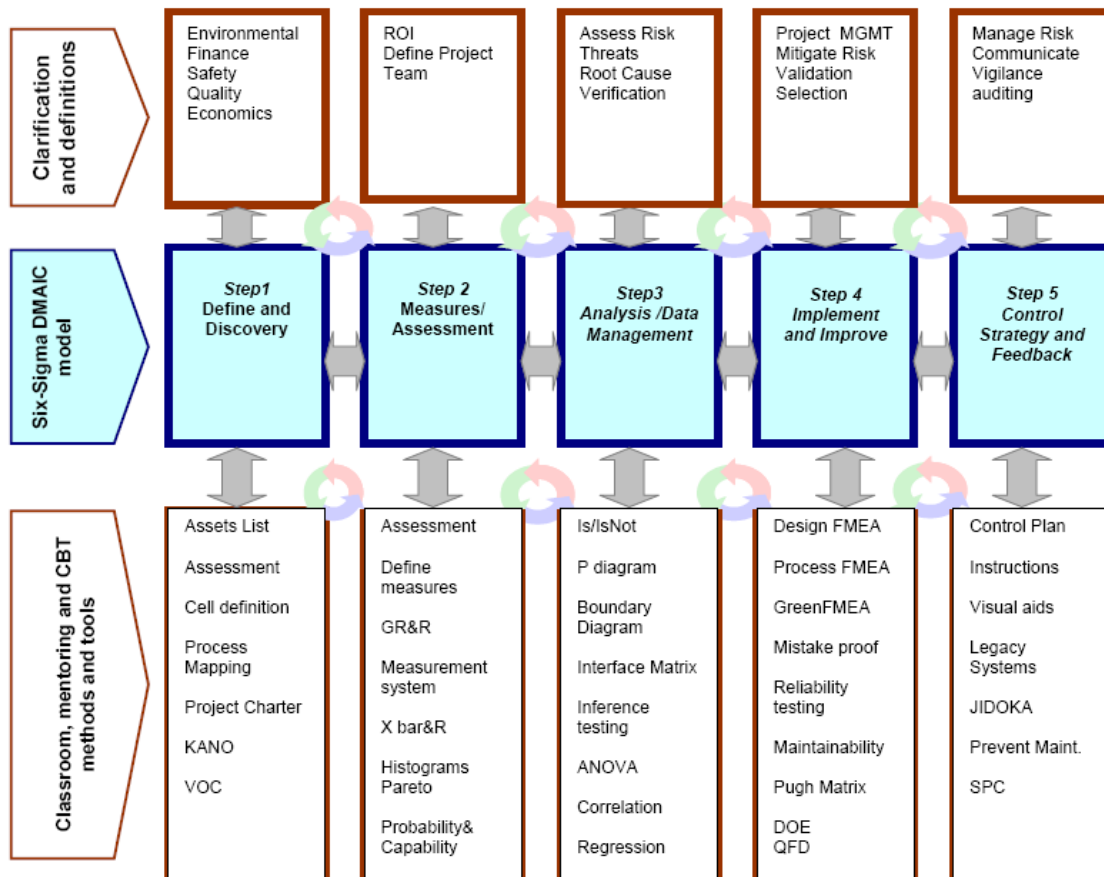 Clarification
and definitions
Environmental
Finance
Safety
Quality
Economics
ROI
Define Project
Team
Assess Risk
Threats
Root Cause
Verification
Project MGMT
Mitigate Risk
Validation
Selection
Manage Risk
Communicate
Vigilance
auditing
Six-Sigma DMAIC
model
Step1
Define and
Discovery
Step 2
Measures/
Assessment
Step3
Analysis /Data
Management
Step 4
Implement
and Improve
Step 5
Control
Strategy and
Feedback
Classroom, mentoring and CBT
methods and tools
Assets List
Assessment
Cell definition
Process
Mapping
Project Charter
KANO
VOC
Assessment
Define
measures
GR&R
Measurement
system
X bar&R
Histograms
Pareto
Probability&
Capability
Is/IsNot
P diagram
Boundary
Diagram
Interface Matrix
Inference
testing
ANOVA
Correlation
Regression
Design FMEA
Process FMEA
GreenFMEA
Mistake proof
Reliability
testing
Maintainability
Pugh Matrix
DOE
QFD
Control Plan
Instructions
Visual aids
Legacy
Systems
JIDOKA
Prevent Maint.
SPC